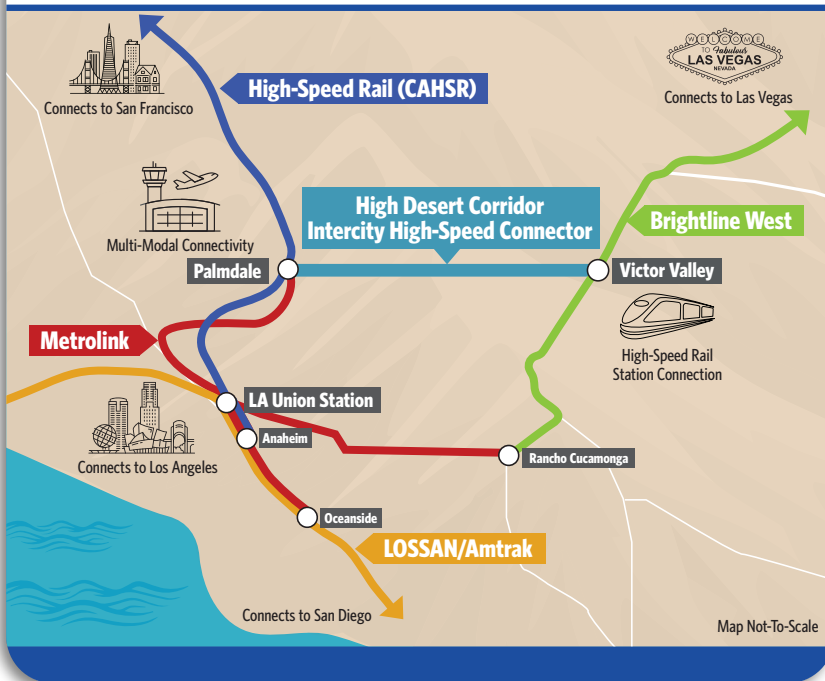 WELCOME
TO Fabulous
LAS VEGAS
NEVADA
Connects to Las Vegas
High-Speed Rail (CAHSR)
Connects to San Francisco
High Desert Corridor
Intercity High-Speed Connector
Brightline West
Multi-Modal Connectivity
Palmdale
Victor Valley
Metrolink
High-Speed Rail
Station Connection
LA Union Station
Anaheim
Connects to Los Angeles
Rancho Cucamonga
Oceanside
LOSSAN/Amtrak
Connects to San Diego
Map Not-To-Scale